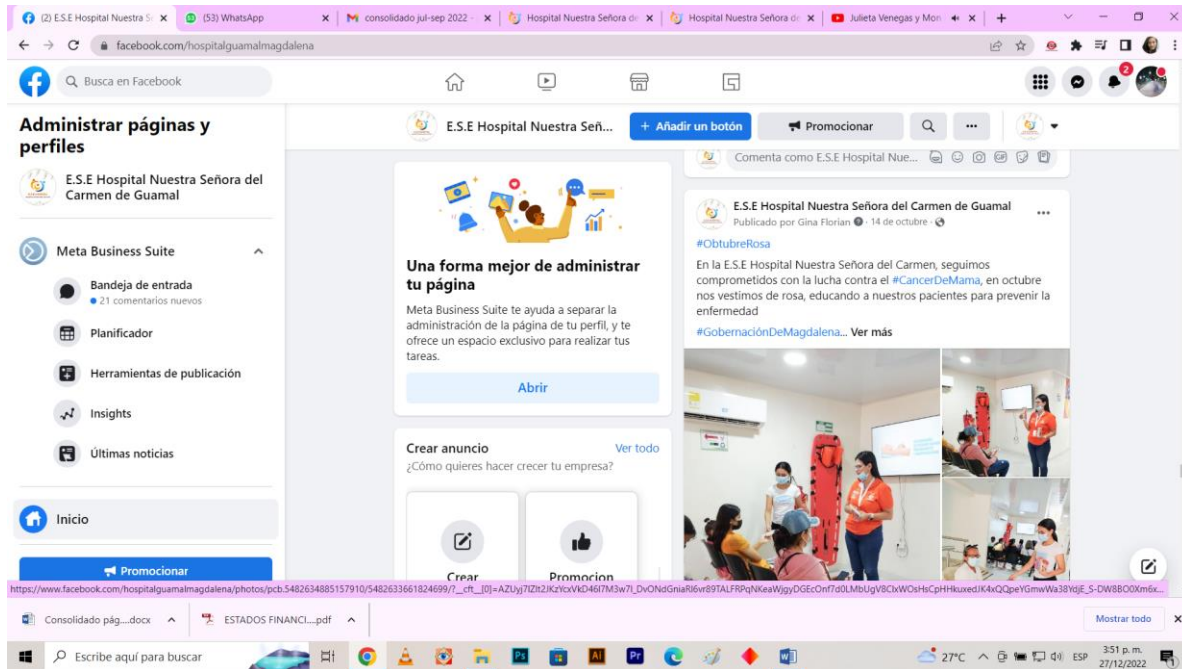 (2) E.S.E Hospital Nuestra S
(53) WhatsApp
consolidado jul-sep 2022 -
Hospital Nuestra Señora de
Hospital Nuestra Señora de
Julieta Venegas y Mon
facebook.com/hospitalguamalmagdalena
Busca en Facebook
2
Administrar páginas y
perfiles
E.S.E Hospital Nuestra Señora del
Carmen de Guamal
Meta Business Suite
Bandeja de entrada
21 comentarios nuevos
Planificador
Herramientas de publicación
Insights
Últimas noticias
Inicio
Promocionar
E.S.E Hospital Nuestra Señ...
+ Añadir un botón
Promocionar
Una forma mejor de administrar
tu página
Meta Business Suite te ayuda a separar la
administración de la página de tu perfil, y te
ofrece un espacio exclusivo para realizar tus
tareas.
Abrir
Crear anuncio
Ver todo
¿Cómo quieres hacer crecer tu empresa?
Crear
Promocion
Comenta como E.S.E Hospital Nue...
GIF
E.S.E Hospital Nuestra Señora del Carmen de Guamal
Publicado por Gina Florian · 14 de octubre ·
#ObtubreRosa
En la E.S.E Hospital Nuestra Señora del Carmen, seguimos
comprometidos con la lucha contra el #CancerDeMama, en octubre
nos vestimos de rosa, educando a nuestros pacientes para prevenir la
enfermedad
#GobernaciónDeMagdalena... Ver más
Consolidado pág....docx
ESTADOS FINANCI....pdf
Mostrar todo
Escribe aquí para buscar
Ps
Ai
Pr
27°C
ESP
3:51 p. m.
27/12/2022
1